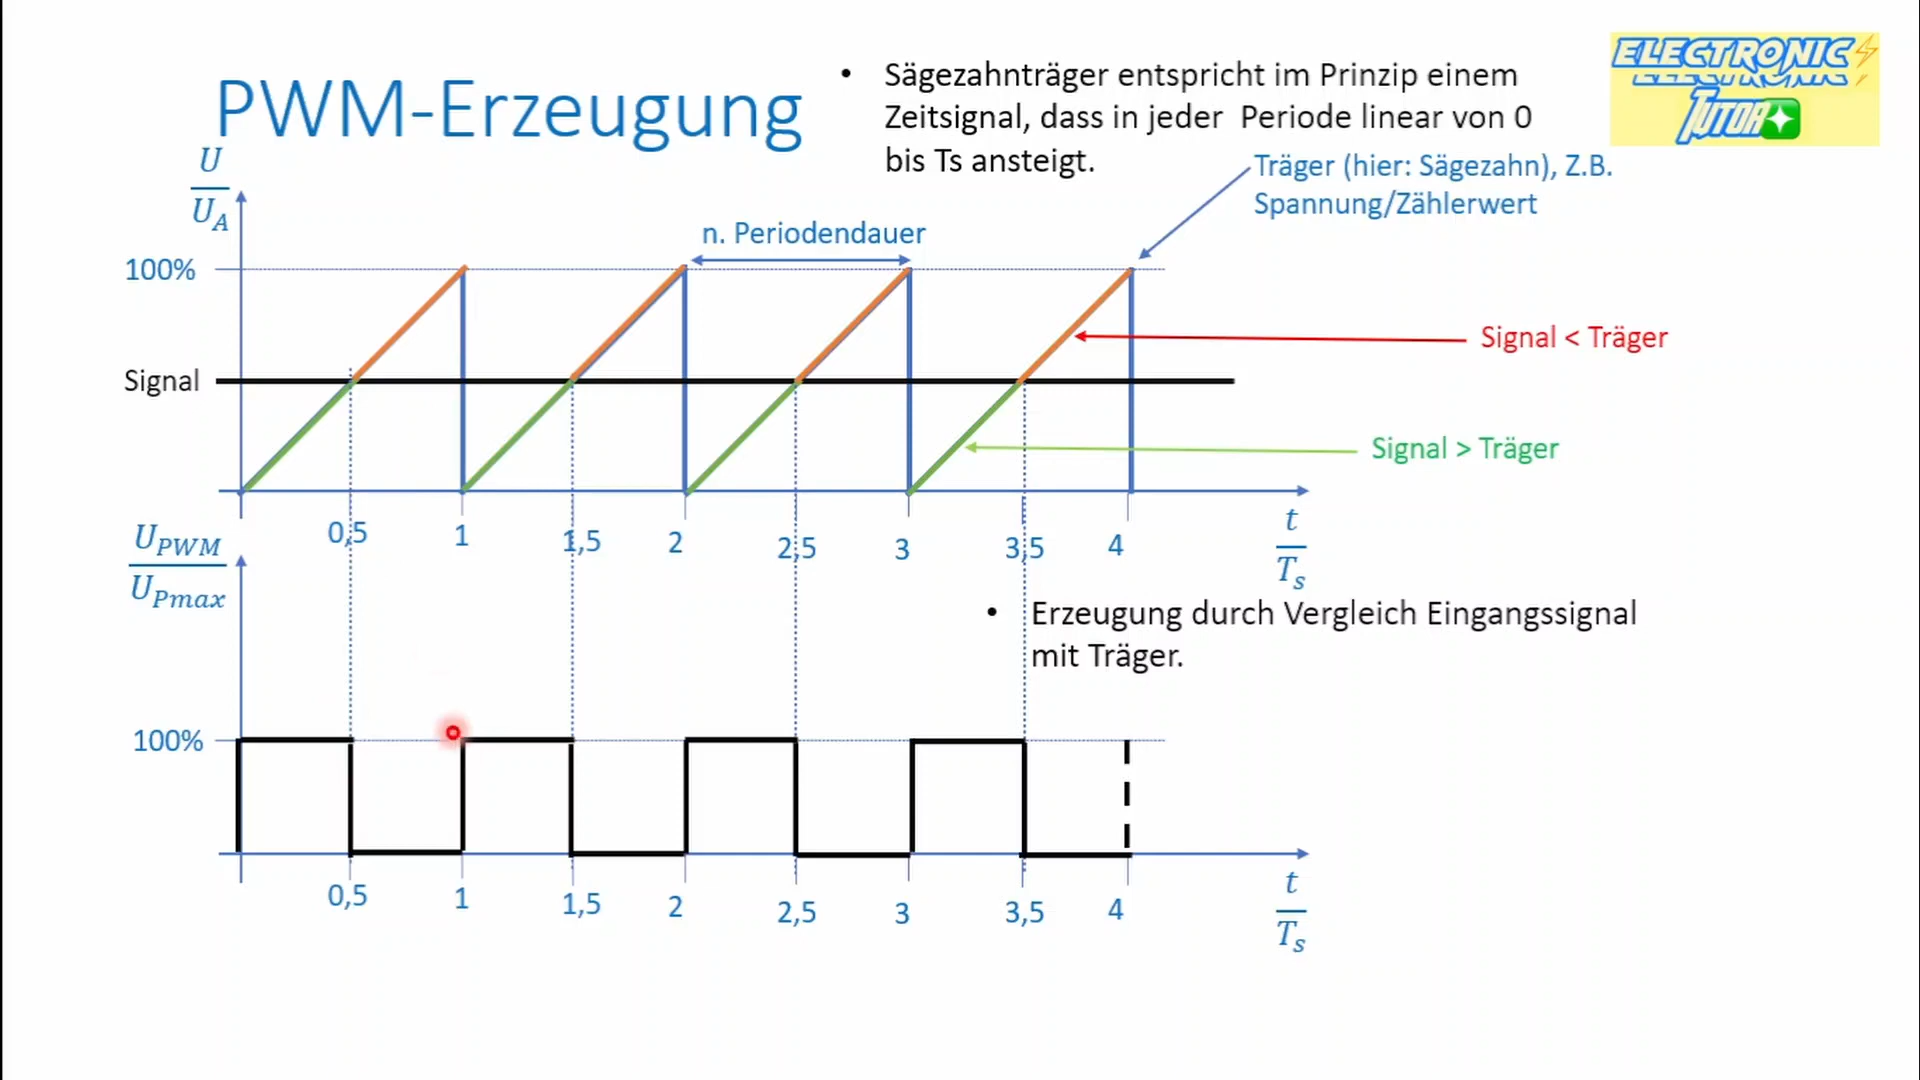 PWM-Erzeugung
• Sägezahnträger entspricht im Prinzip einem
Zeitsignal, dass in jeder Periode linear von 0
bis Ts ansteigt.
ELECTRONIC
ELECTRONIC
TUTOR
Träger (hier: Sägezahn), Z.B.
Spannung/Zählerwert
U
U_A
n. Periodendauer
100%
Signal < Träger
Signal
Signal > Träger
0,5 1 1,5 2 2,5 3 3,5 4
t
T_s
U_PWM
U_Pmax
• Erzeugung durch Vergleich Eingangssignal
mit Träger.
100%
0,5 1 1,5 2 2,5 3 3,5 4
t
T_s